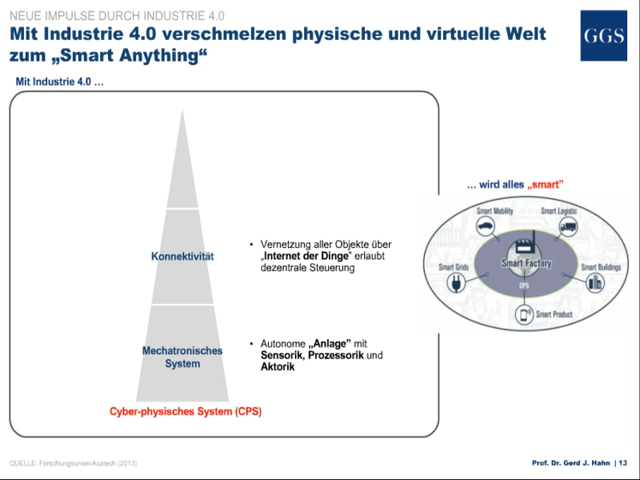 NEUE IMPULSE DURCH INDUSTRIE 4.0
Mit Industrie 4.0 verschmelzen physische und virtuelle Welt
zum „Smart Anything“
GGS
Mit Industrie 4.0 ...
Konnektivität
• Vernetzung aller Objekte über
„Internet der Dinge“ erlaubt
dezentrale Steuerung
Mechatronisches
System
• Autonome „Anlage” mit
Sensorik, Prozessorik und
Aktorik
Cyber-physisches System (CPS)
... wird alles „smart”
Smart Mobility
Smart Logistic
Smart Factory
Smart Grids
CPS
Smart Buildings
Smart Product
QUELLE: Forschungsunion/Acatech (2013)
Prof. Dr. Gerd J. Hahn | 13